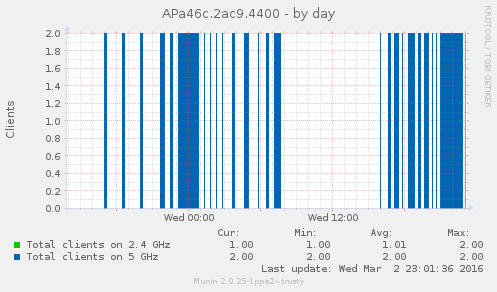 APa46c.2ac9.4400 - by day
RRDTOOL / TOBI OETIKER
Clients
2.0
1.8
1.6
1.4
1.2
1.0
0.8
0.6
0.4
0.2
0.0
Wed 00:00 Wed 12:00
Cur: Min: Avg: Max:
Total clients on 2.4 GHz 1.00 1.00 1.01 2.00
Total clients on 5 GHz 2.00 2.00 2.00 2.00
Last update: Wed Mar 2 23:01:36 2016
Munin 2.0.25-1ppa2~trusty